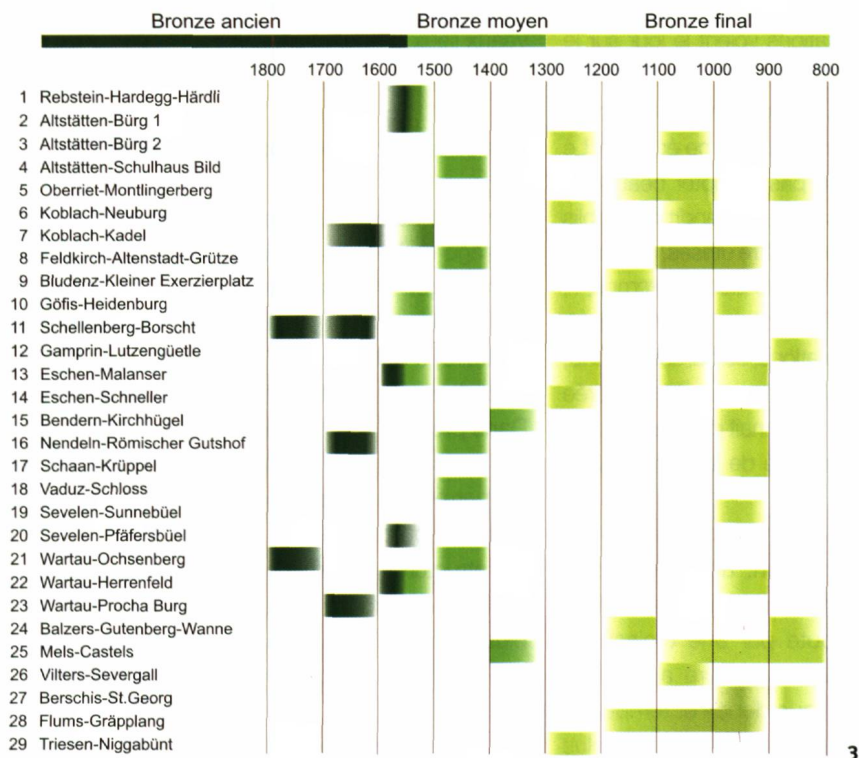 Bronze ancien Bronze moyen Bronze final
1800 1700 1600 1500 1400 1300 1200 1100 1000 900 800
1 Rebstein-Hardegg-Härdli
2 Altstätten-Bürg 1
3 Altstätten-Bürg 2
4 Altstätten-Schulhaus Bild
5 Oberriet-Montlingerberg
6 Koblach-Neuburg
7 Koblach-Kadel
8 Feldkirch-Altenstadt-Grütze
9 Bludenz-Kleiner Exerzierplatz
10 Göfis-Heidenburg
11 Schellenberg-Borscht
12 Gamprin-Lutzengüetle
13 Eschen-Malanser
14 Eschen-Schneller
15 Bendern-Kirchhügel
16 Nendeln-Römischer Gutshof
17 Schaan-Krüppel
18 Vaduz-Schloss
19 Sevelen-Sunnebüel
20 Sevelen-Pfäfersbüel
21 Wartau-Ochsenberg
22 Wartau-Herrenfeld
23 Wartau-Procha Burg
24 Balzers-Gutenberg-Wanne
25 Mels-Castels
26 Vilters-Severgall
27 Berschis-St.Georg
28 Flums-Gräpplang
29 Triesen-Niggabünt
3